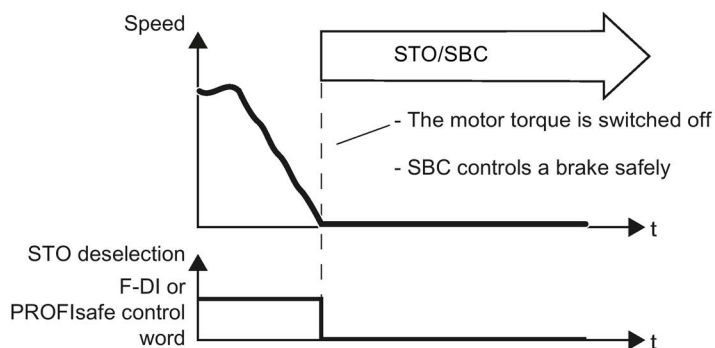 Speed
STO/SBC
- The motor torque is switched off
- SBC controls a brake safely
t
STO deselection
F-DI or
PROFIsafe control
word
t